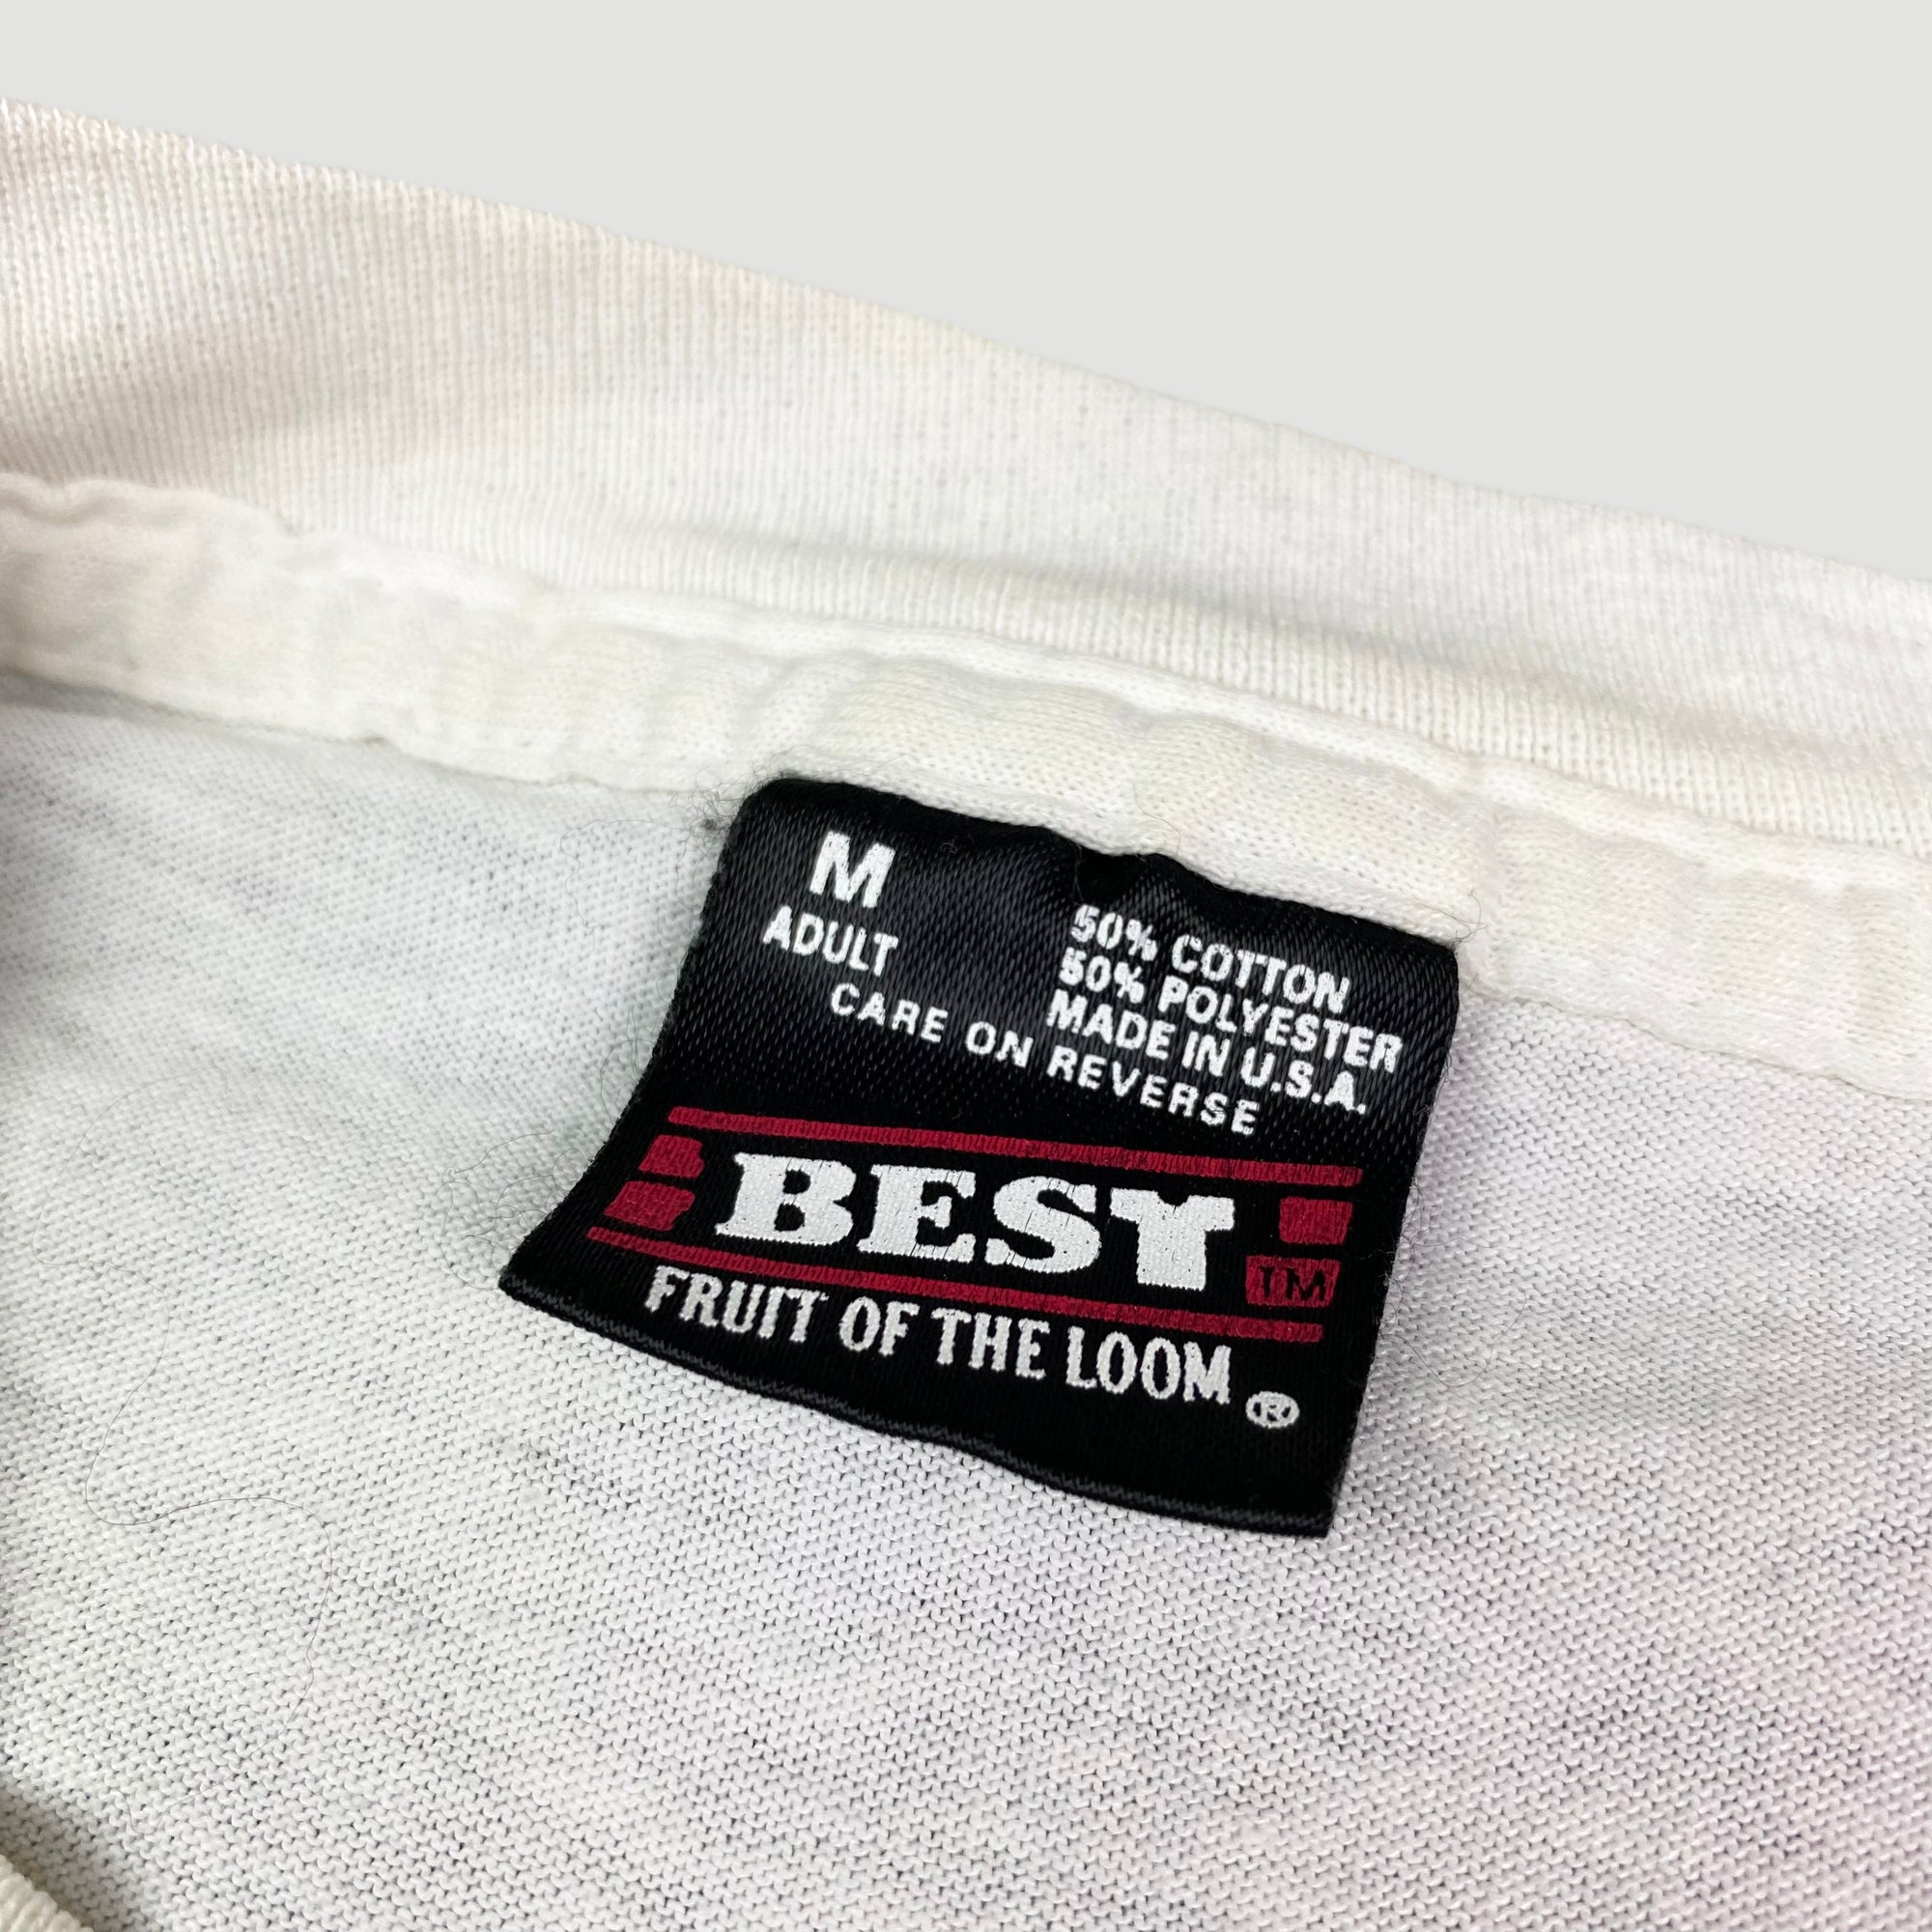 M
ADULT
50% COTTON
50% POLYESTER
MADE IN U.S.A.
CARE ON REVERSE
BEST
TM
FRUIT OF THE LOOM ®